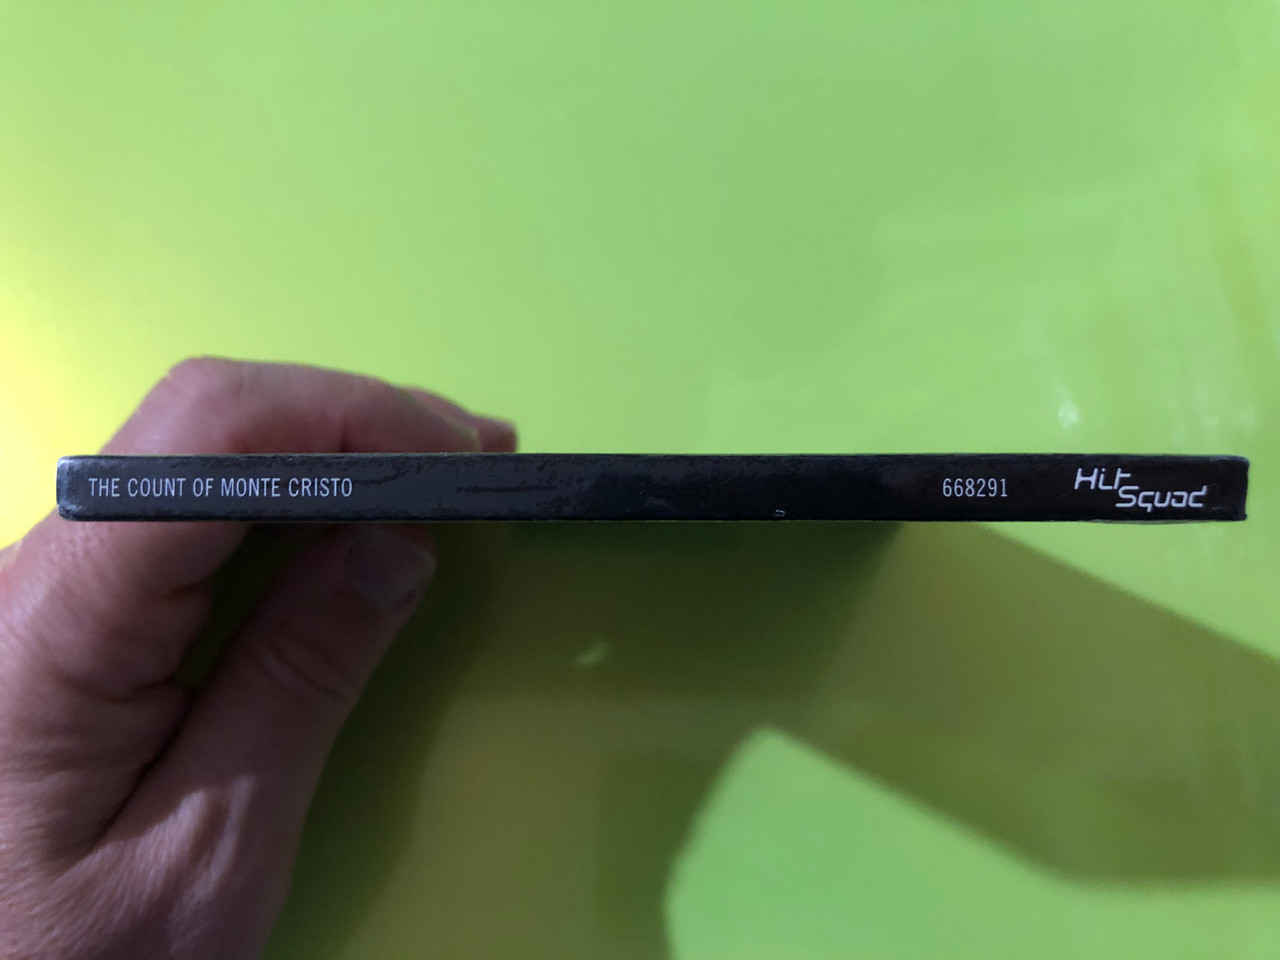 THE COUNT OF MONTE CRISTO
668291
Hit
Squad